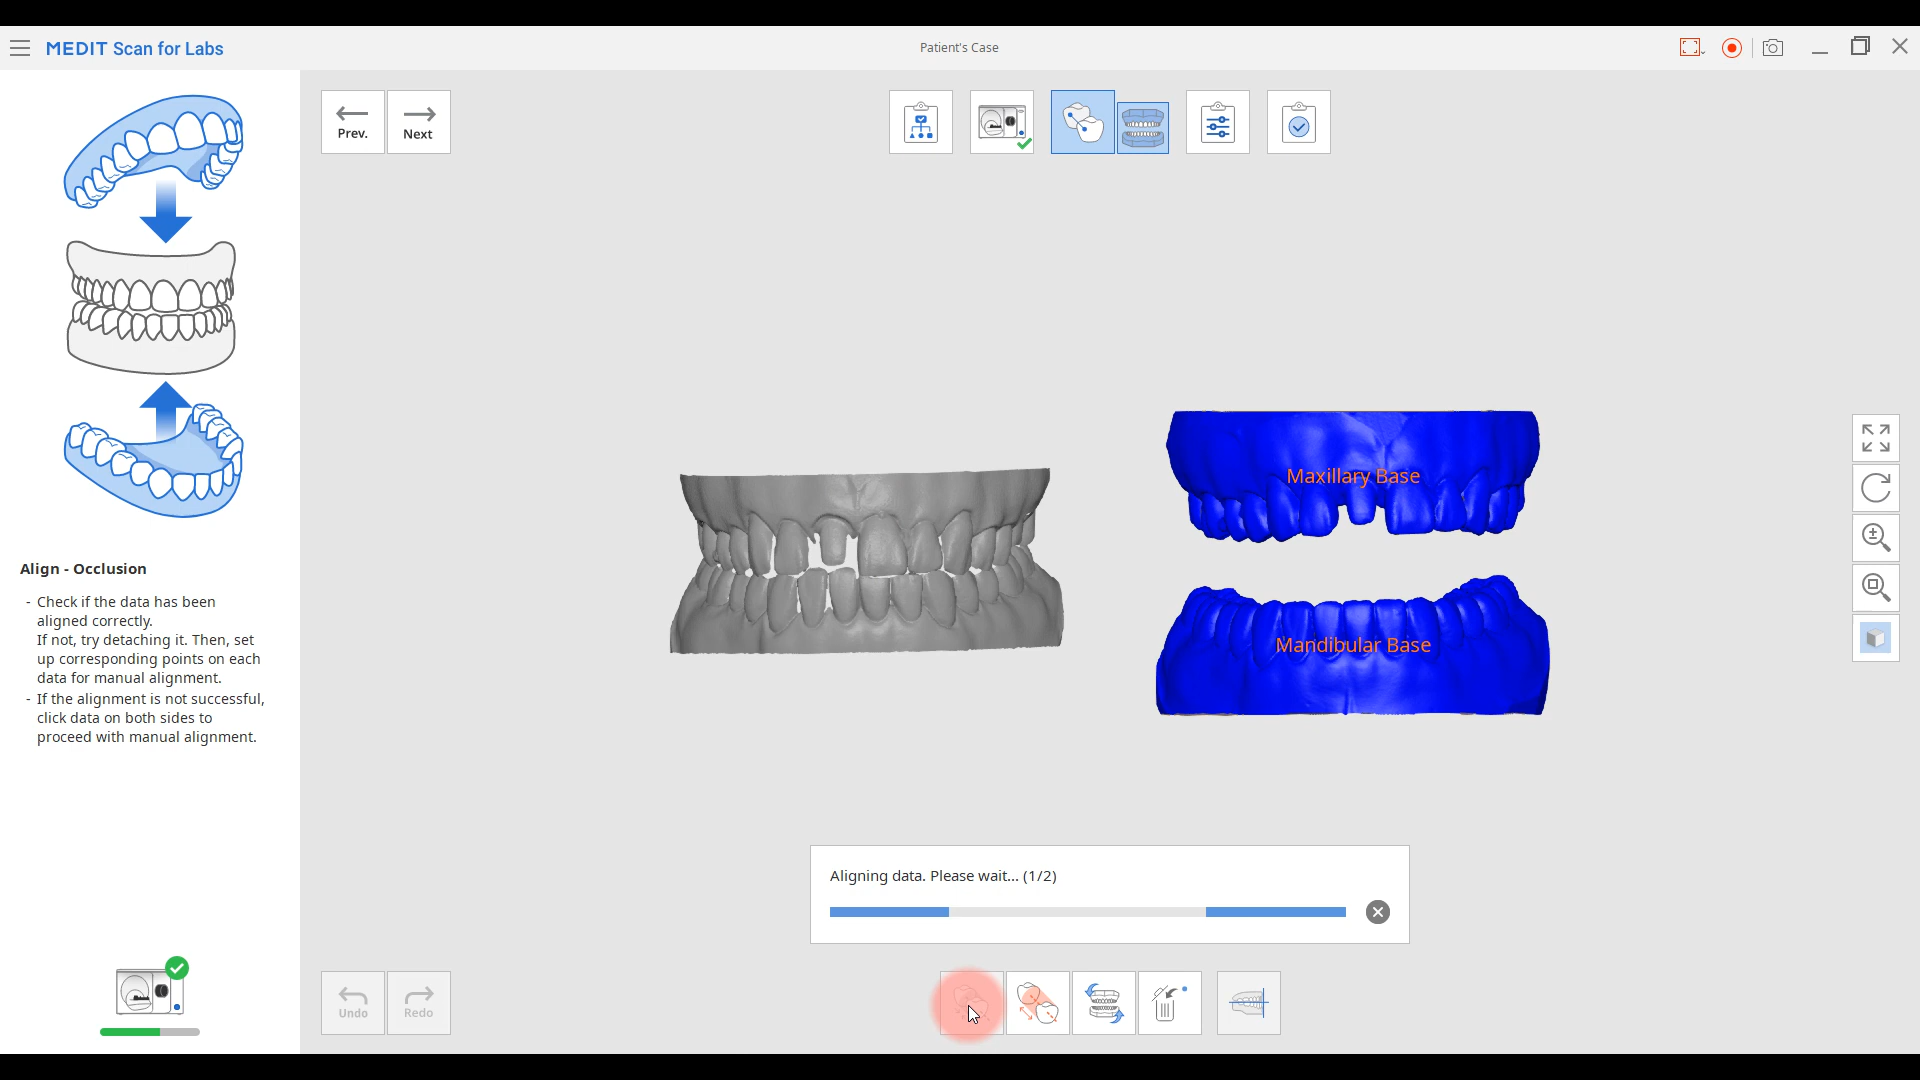 MEDIT Scan for Labs
Patient's Case
Prev.
Next
Maxillary Base
Mandibular Base
Align - Occlusion
- Check if the data has been
aligned correctly.
If not, try detaching it. Then, set
up corresponding points on each
data for manual alignment.
- If the alignment is not successful,
click data on both sides to
proceed with manual alignment.
Aligning data. Please wait... (1/2)
Undo
Redo